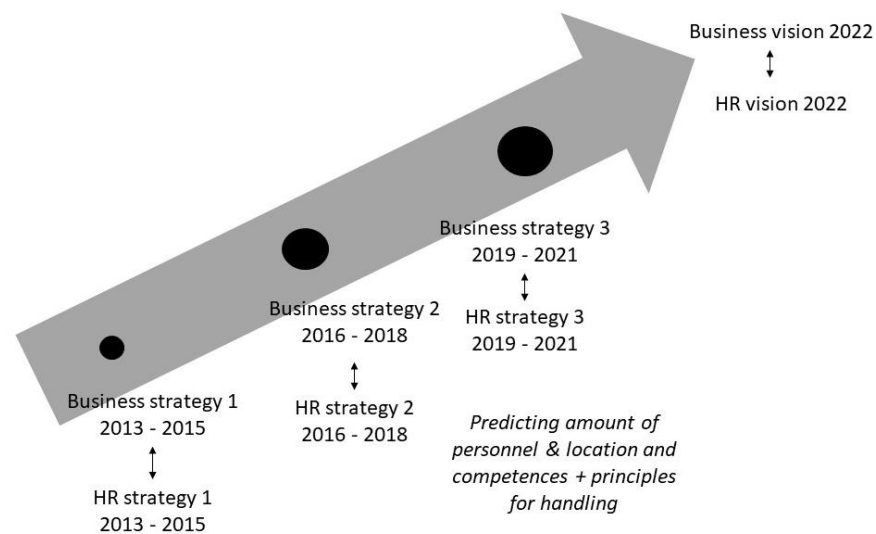 Business vision 2022
HR vision 2022
Business strategy 3
2019 - 2021
HR strategy 3
2019 - 2021
Business strategy 2
2016 - 2018
HR strategy 2
2016 - 2018
Business strategy 1
2013 - 2015
HR strategy 1
2013 - 2015
Predicting amount of
personnel & location and
competences + principles
for handling